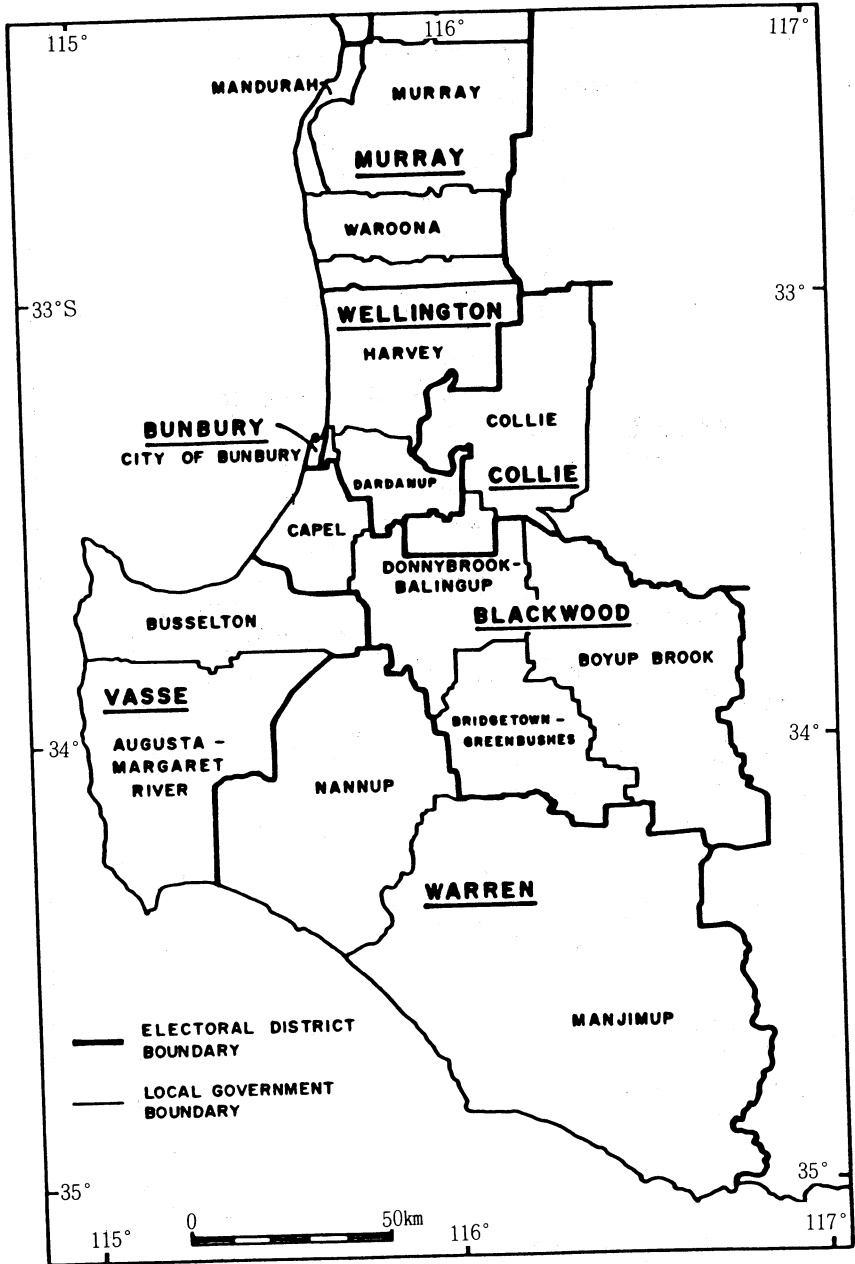 115°
116°
117°
MANDURAH
MURRAY
MURRAY
WAROONA
33°S
33°
WELLINGTON
HARVEY
BUNBURY
CITY OF BUNBURY
COLLIE
COLLIE
DARDANUP
CAPEL
DONNYBROOK-
BALINGUP
BLACKWOOD
BUSSELTON
BOYUP BROOK
VASSE
BRIDGETOWN-
GREENBUSHES
34°
34°
AUGUSTA-
MARGARET
RIVER
NANNUP
WARREN
MANJIMUP
ELECTORAL DISTRICT
BOUNDARY
LOCAL GOVERNMENT
BOUNDARY
35°
35°
0
50km
115°
116°
117°